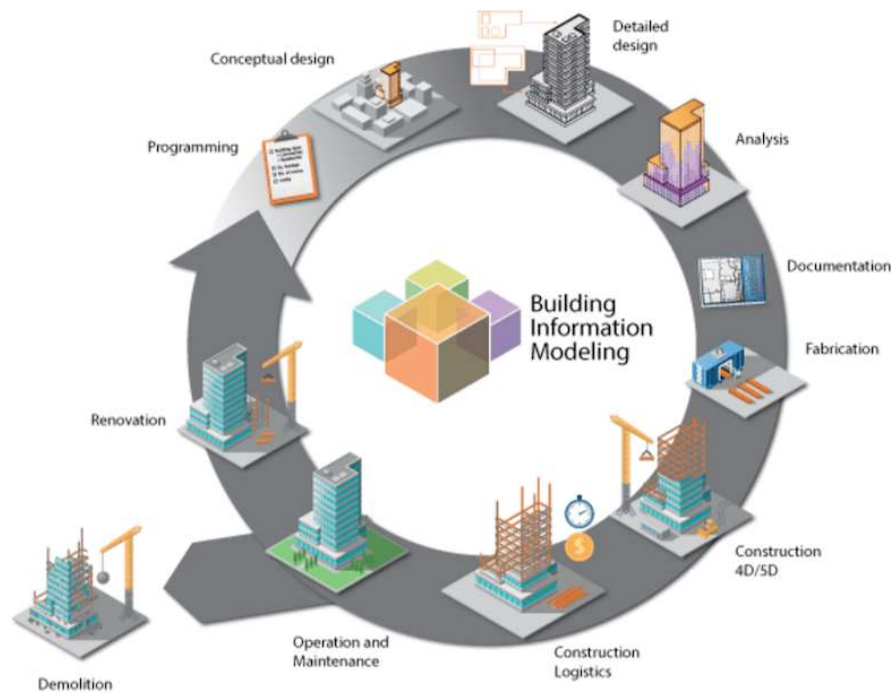 Detailed
design
Conceptual design
Programming
Analysis
Documentation
Building
Information
Modeling
Fabrication
Renovation
$
Construction
4D/5D
Operation and
Maintenance
Construction
Logistics
Demolition